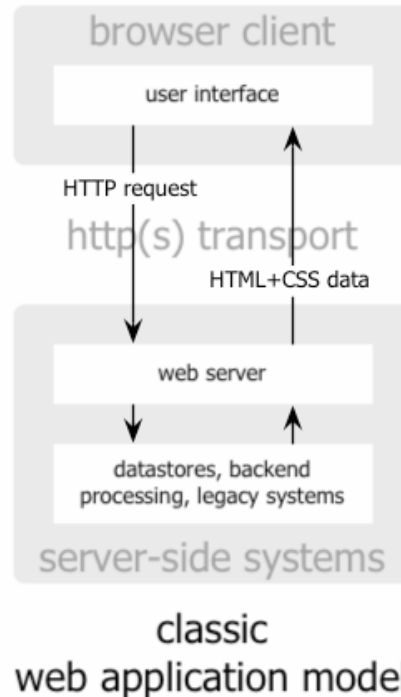 browser client
user interface
HTTP request
http(s) transport
HTML+CSS data
web server
datastores, backend
processing, legacy systems
server-side systems
classic
web application model